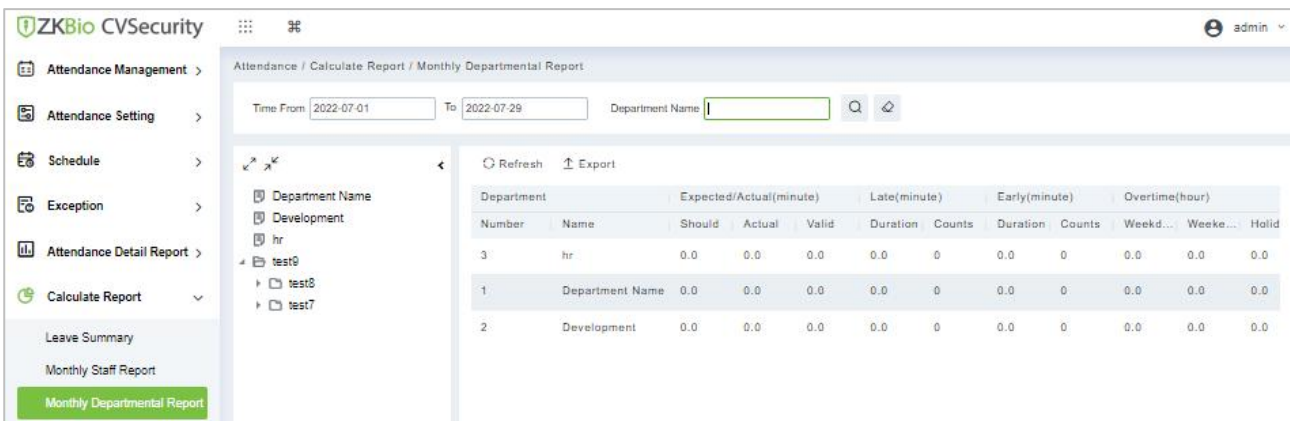 ZKBio CVSecurity
admin
Attendance Management
Attendance Setting
Schedule
Exception
Attendance Detail Report
Calculate Report
Leave Summary
Monthly Staff Report
Monthly Departmental Report
Attendance / Calculate Report / Monthly Departmental Report
Time From 2022-07-01 To 2022-07-29 Department Name
Department Name
Development
hr
test9
test8
test7
Refresh Export
Department Expected/Actual(minute) Late(minute) Early(minute) Overtime(hour)
Number Name Should Actual Valid Duration Counts Duration Counts Weekd... Weeke... Holid
3 hr 0.0 0.0 0.0 0.0 0 0.0 0 0.0 0.0 0.0
1 Department Name 0.0 0.0 0.0 0.0 0 0.0 0 0.0 0.0 0.0
2 Development 0.0 0.0 0.0 0.0 0 0.0 0 0.0 0.0 0.0